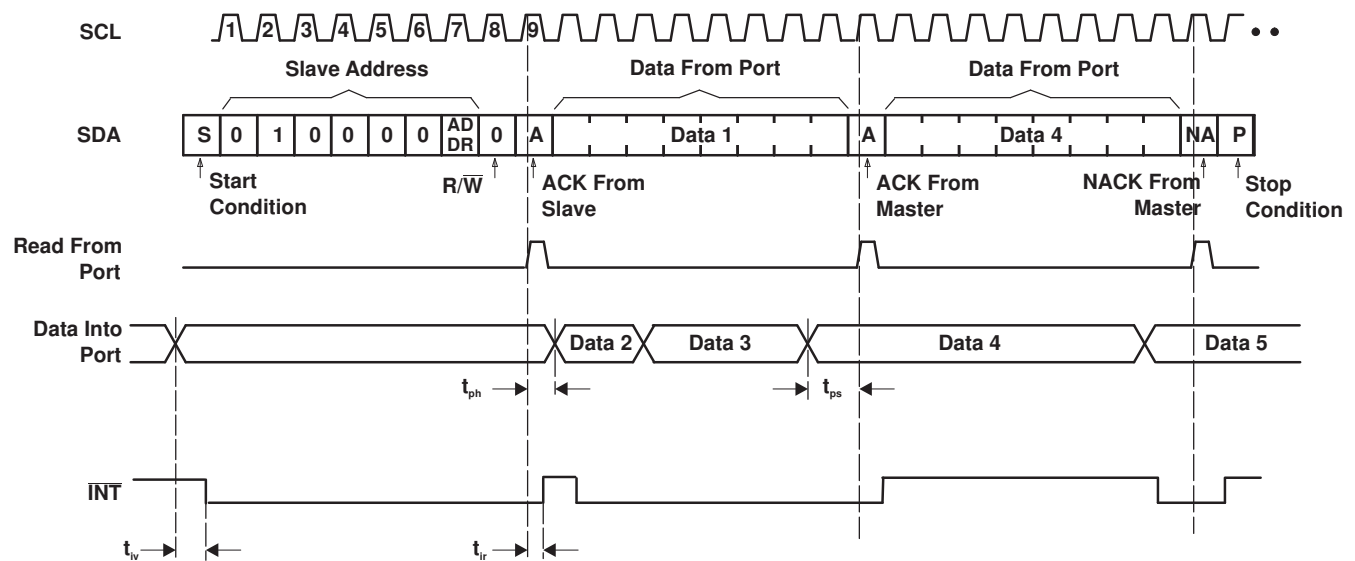 SCL 1 2 3 4 5 6 7 8 9
Slave Address Data From Port Data From Port
SDA S 0 1 0 0 0 0 AD DR 0 A Data 1 A Data 4 NA P
Start Condition
R/W̅
ACK From Slave
ACK From Master
NACK From Master
Stop Condition
Read From Port
Data Into Port Data 2 Data 3 Data 4 Data 5
tph tps
I̅N̅T̅
tiv tir